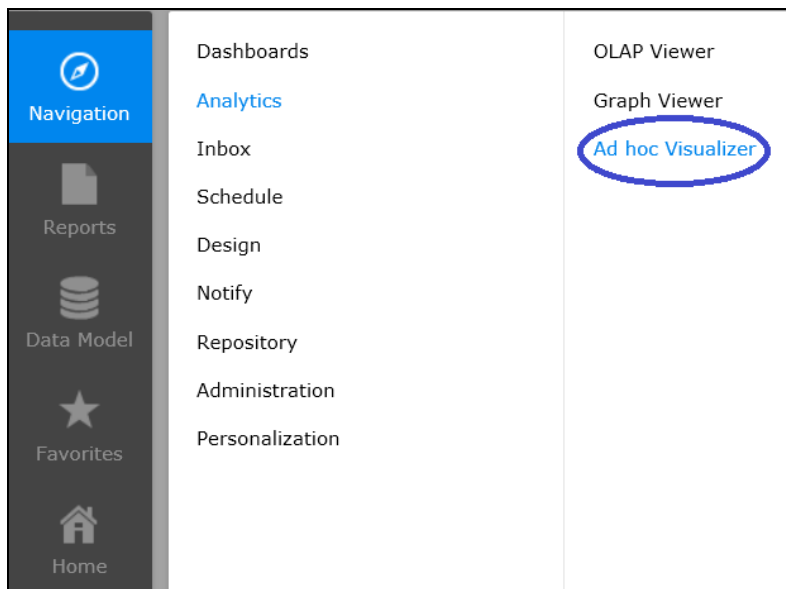 Navigation
Reports
Data Model
Favorites
Home
Dashboards
Analytics
Inbox
Schedule
Design
Notify
Repository
Administration
Personalization
OLAP Viewer
Graph Viewer
Ad hoc Visualizer